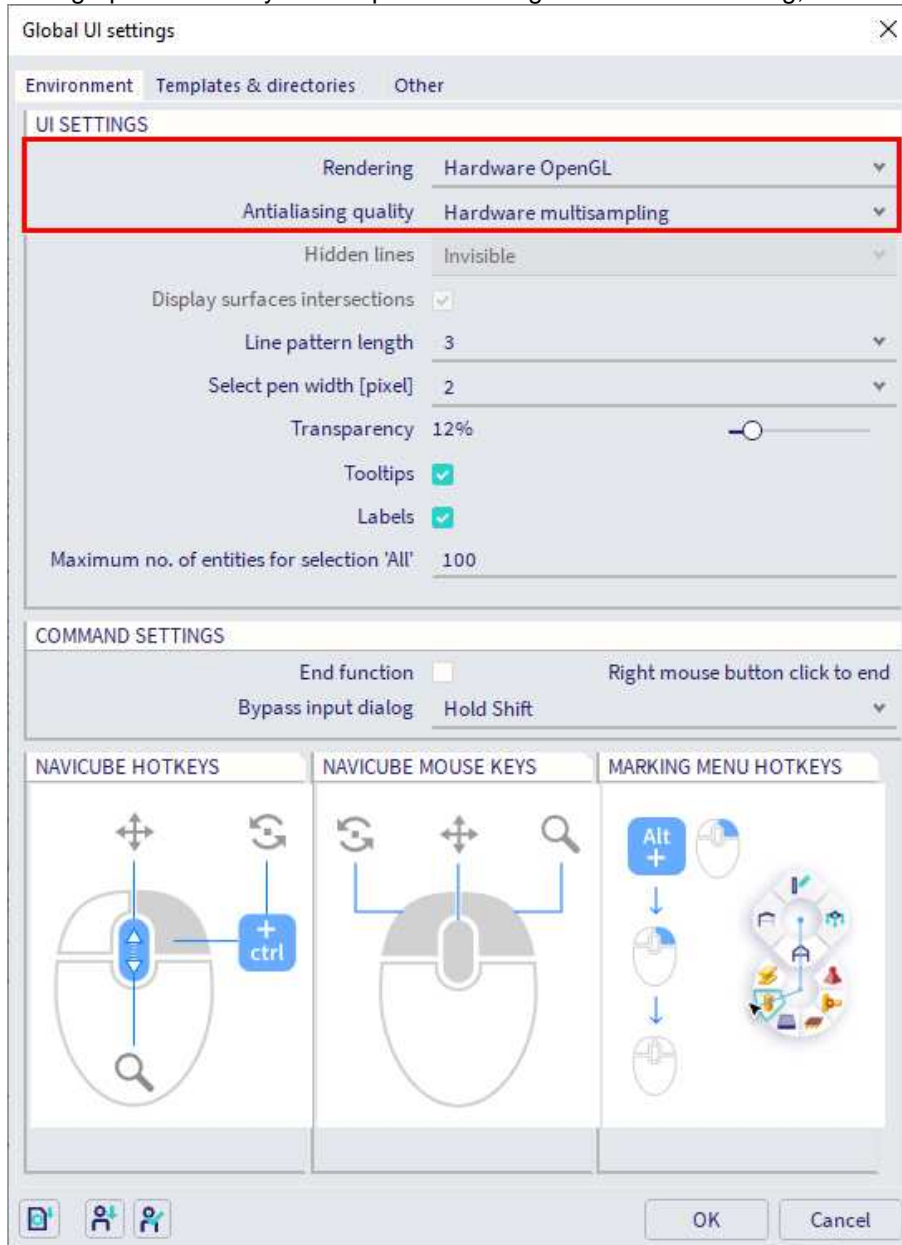 Global UI settings
Environment Templates & directories Other
UI SETTINGS
Rendering Hardware OpenGL
Antialiasing quality Hardware multisampling
Hidden lines Invisible
Display surfaces intersections
Line pattern length 3
Select pen width [pixel] 2
Transparency 12%
Tooltips
Labels
Maximum no. of entities for selection 'All' 100
COMMAND SETTINGS
End function Right mouse button click to end
Bypass input dialog Hold Shift
NAVICUBE HOTKEYS NAVICUBE MOUSE KEYS MARKING MENU HOTKEYS
Alt
+
+
ctrl
OK Cancel